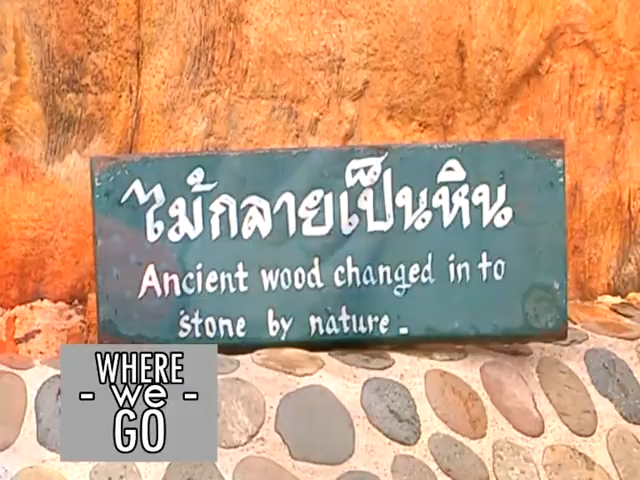 ไม้กลายเป็นหิน
Ancient wood changed in to
stone by nature.
WHERE
- we -
GO